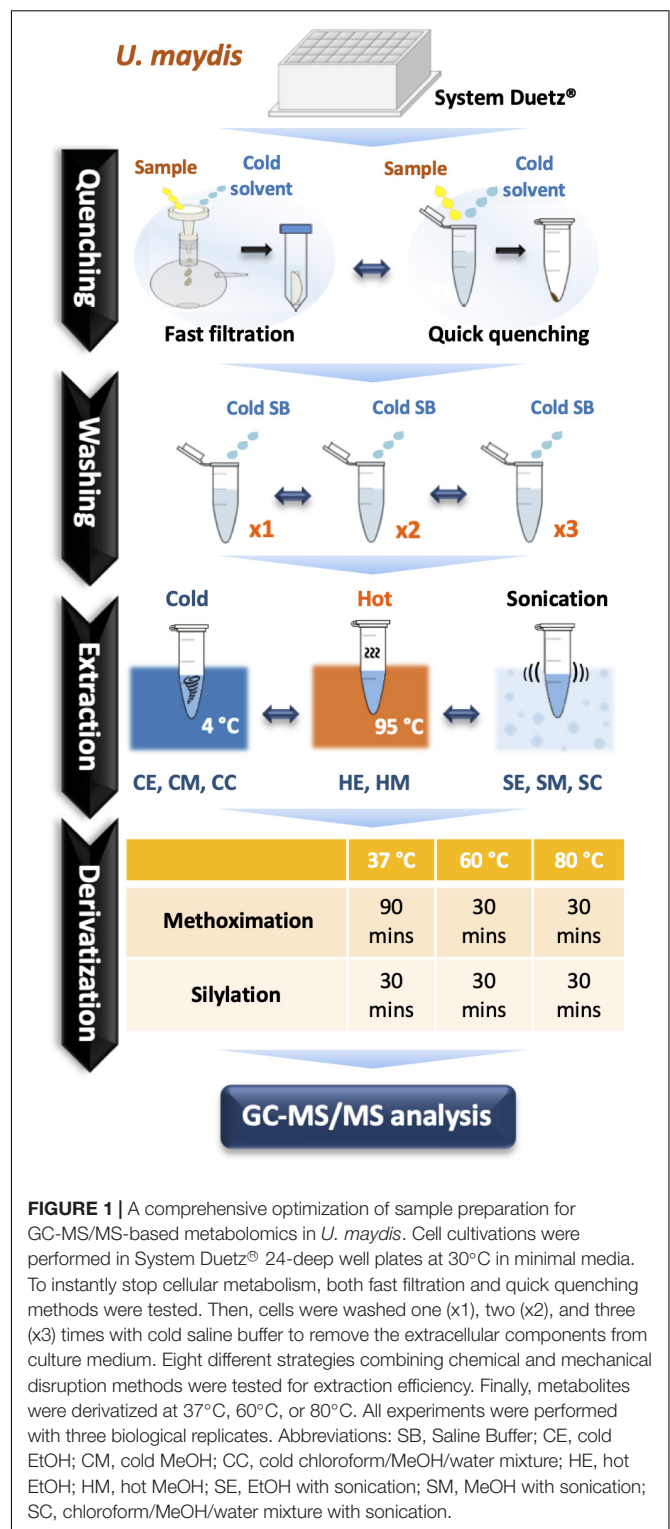 U. maydis
System Duetz®
Quenching
Sample
Cold
solvent
Sample
Cold
solvent
Fast filtration
Quick quenching
Washing
Cold SB
Cold SB
Cold SB
x1
x2
x3
Extraction
Cold
Hot
Sonication
4 °C
95 °C
CE, CM, CC
HE, HM
SE, SM, SC
Derivatization
37 °C 60 °C 80 °C
Methoximation 90 mins 30 mins 30 mins
Silylation 30 mins 30 mins 30 mins
GC-MS/MS analysis
FIGURE 1 | A comprehensive optimization of sample preparation for
GC-MS/MS-based metabolomics in U. maydis. Cell cultivations were
performed in System Duetz® 24-deep well plates at 30°C in minimal media.
To instantly stop cellular metabolism, both fast filtration and quick quenching
methods were tested. Then, cells were washed one (x1), two (x2), and three
(x3) times with cold saline buffer to remove the extracellular components from
culture medium. Eight different strategies combining chemical and mechanical
disruption methods were tested for extraction efficiency. Finally, metabolites
were derivatized at 37°C, 60°C, or 80°C. All experiments were performed
with three biological replicates. Abbreviations: SB, Saline Buffer; CE, cold
EtOH; CM, cold MeOH; CC, cold chloroform/MeOH/water mixture; HE, hot
EtOH; HM, hot MeOH; SE, EtOH with sonication; SM, MeOH with sonication;
SC, chloroform/MeOH/water mixture with sonication.